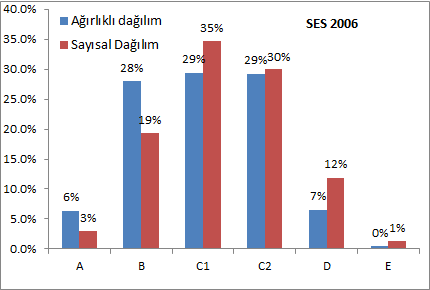 40.0%
35.0%
30.0%
25.0%
20.0%
15.0%
10.0%
5.0%
0.0%
Ağırlıklı dağılım
Sayısal Dağılım
SES 2006
6%
3%
28%
19%
29%
35%
29%
30%
7%
12%
0%
1%
A
B
C1
C2
D
E